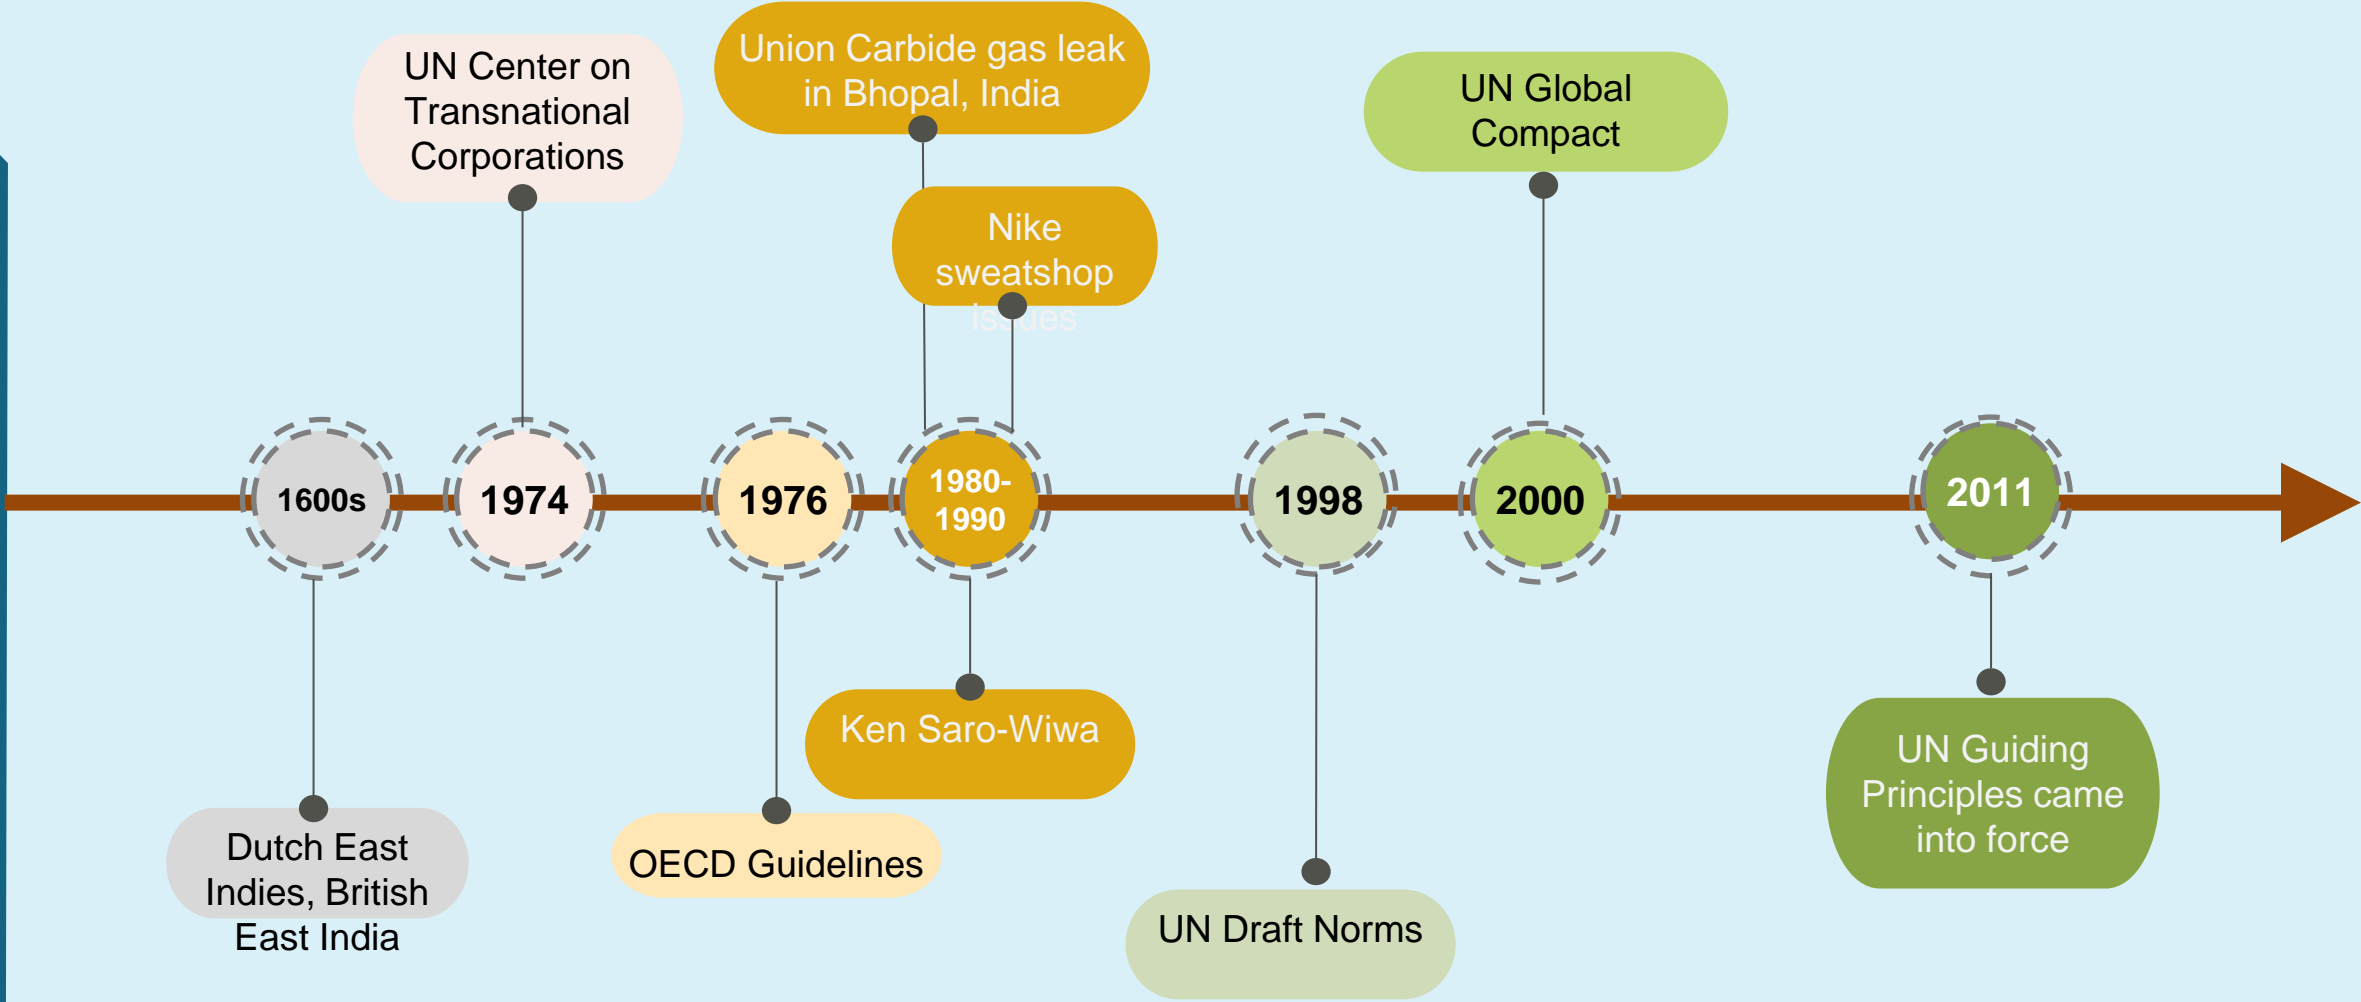 UN Center on
Transnational
Corporations
Union Carbide gas leak
in Bhopal, India
Nike
sweatshop
issues
UN Global
Compact
1600s
1974
1976
1980-
1990
1998
2000
2011
Dutch East
Indies, British
East India
OECD Guidelines
Ken Saro-Wiwa
UN Draft Norms
UN Guiding
Principles came
into force